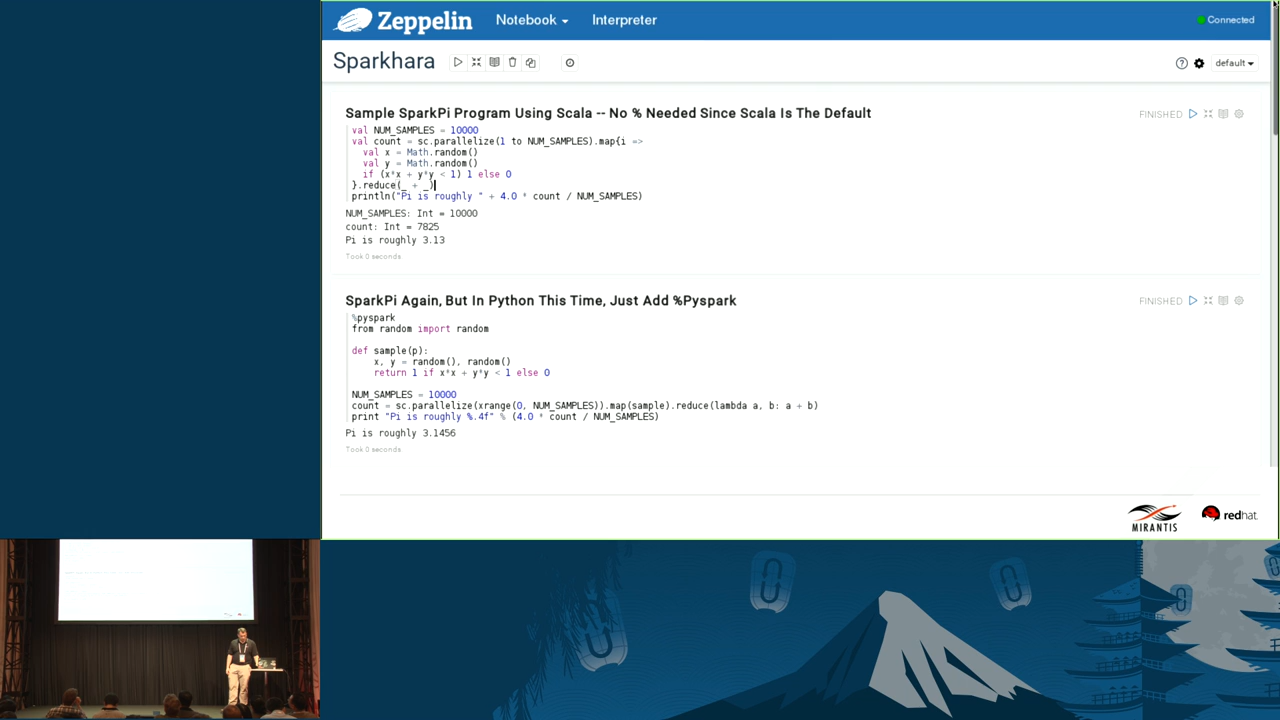 Zeppelin Notebook Interpreter Connected
Sparkhara default
Sample SparkPi Program Using Scala -- No % Needed Since Scala Is The Default
FINISHED
val NUM_SAMPLES = 10000
val count = sc.parallelize(1 to NUM_SAMPLES).map{i =>
val x = Math.random()
val y = Math.random()
if (x*x + y*y < 1) 1 else 0
}.reduce(_ + _)
println("Pi is roughly " + 4.0 * count / NUM_SAMPLES)
NUM_SAMPLES: Int = 10000
count: Int = 7825
Pi is roughly 3.13
Took 0 seconds
SparkPi Again, But In Python This Time, Just Add %Pyspark
FINISHED
%pyspark
from random import random
def sample(p):
x, y = random(), random()
return 1 if x*x + y*y < 1 else 0
NUM_SAMPLES = 10000
count = sc.parallelize(xrange(0, NUM_SAMPLES)).map(sample).reduce(lambda a, b: a + b)
print "Pi is roughly %.4f" % (4.0 * count / NUM_SAMPLES)
Pi is roughly 3.1456
Took 0 seconds
MIRANTIS
redhat.